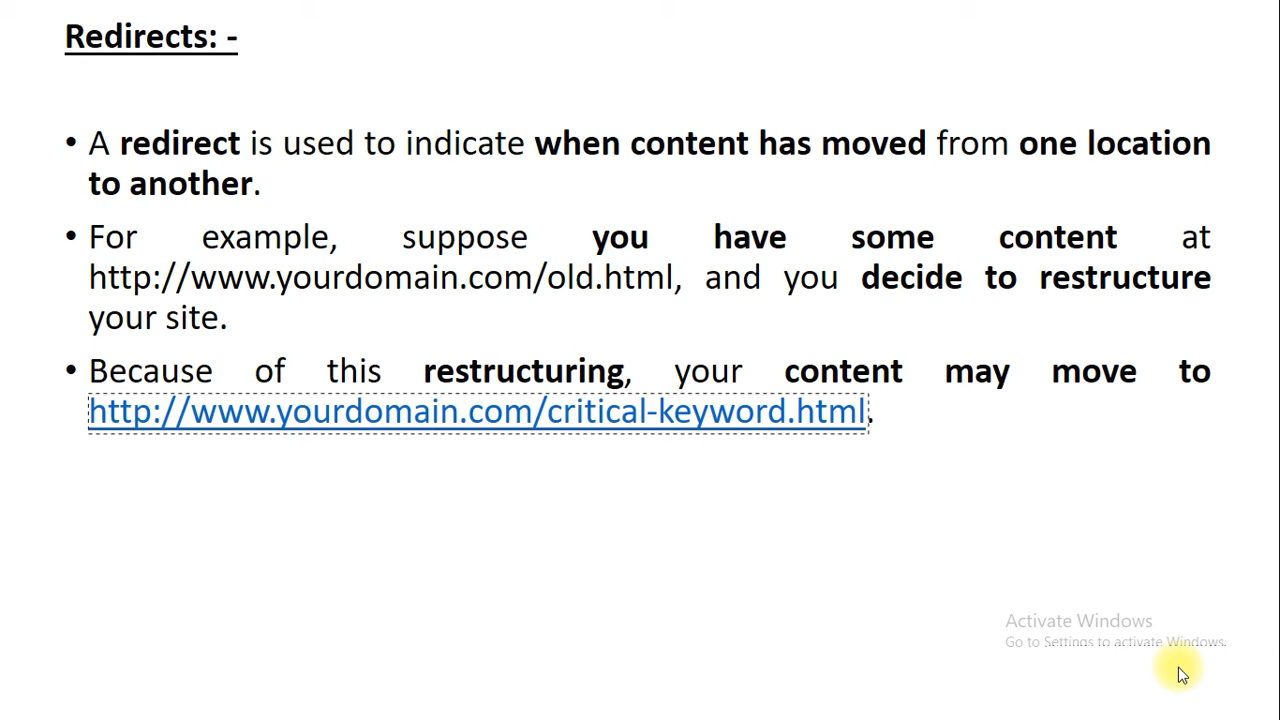 Redirects: -
• A redirect is used to indicate when content has moved from one location
to another.
• For example, suppose you have some content at
http://www.yourdomain.com/old.html, and you decide to restructure
your site.
• Because of this restructuring, your content may move to
http://www.yourdomain.com/critical-keyword.html.
Activate Windows
Go to Settings to activate Windows.